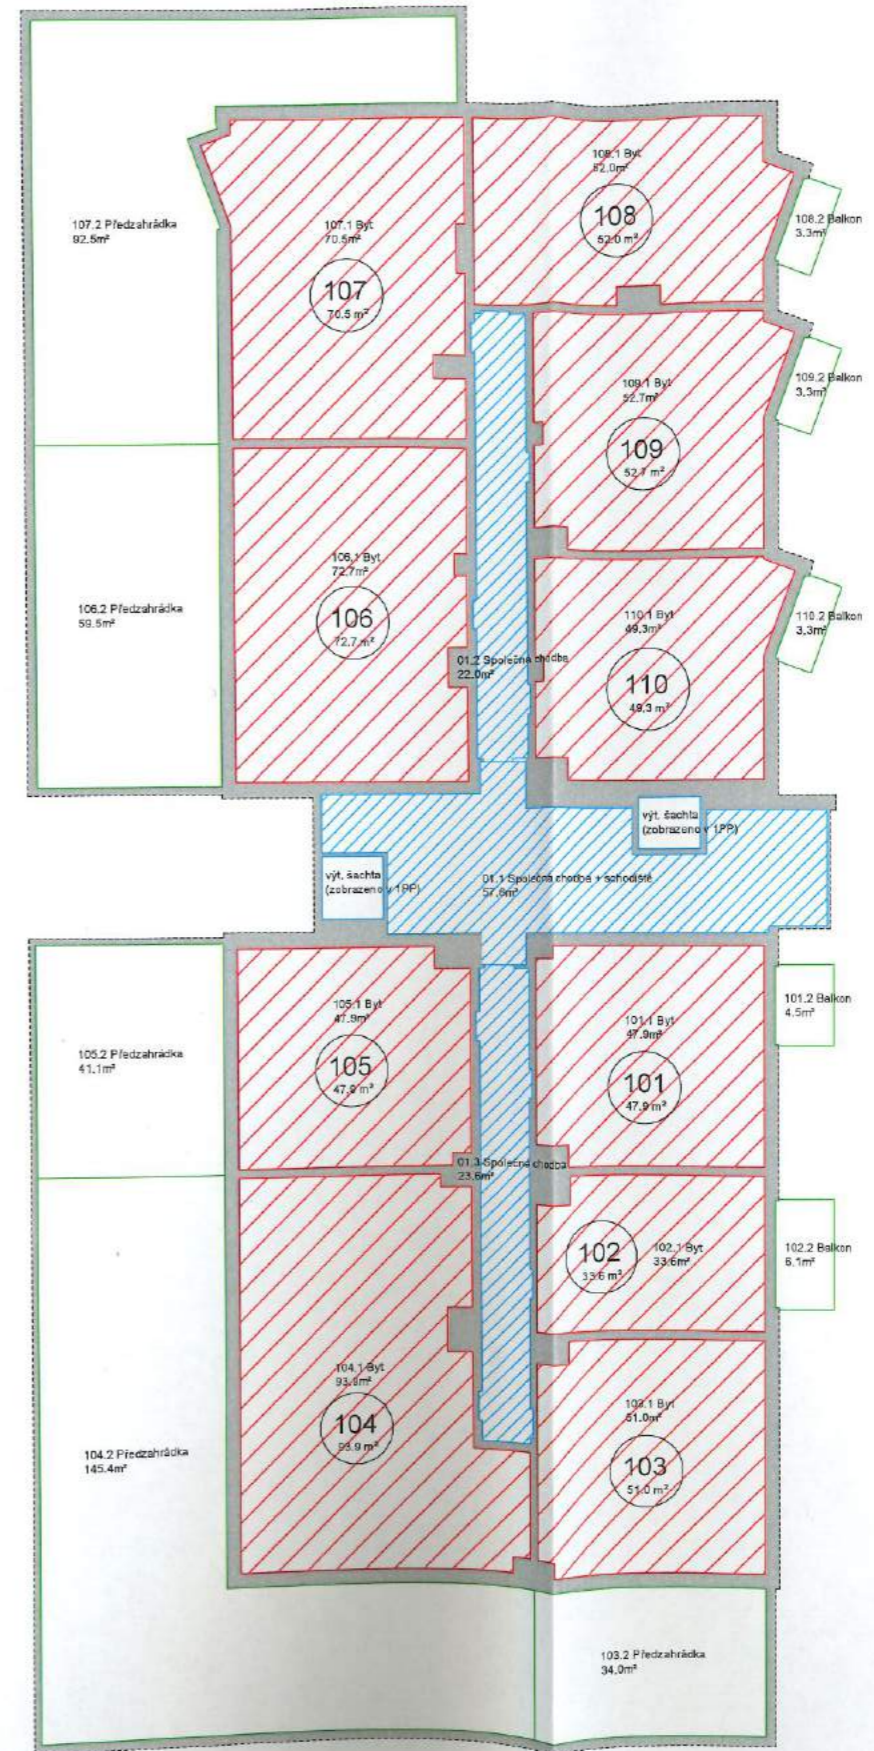 108.1 Byt
52.0m²
108
52.0 m²
108.2 Balkon
3.3m²
107.2 Předzahrádka
92.5m²
107.1 Byt
70.5m²
107
70.5 m²
109.1 Byt
52.7m²
109
52.7 m²
109.2 Balkon
3.3m²
106.1 Byt
72.7m²
106
72.7 m²
106.2 Předzahrádka
59.5m²
110.1 Byt
49.3m²
110
49.3 m²
110.2 Balkon
3.3m²
01.2 Společná chodba
22.0m²
výt. šachta
(zobrazeno v 1PP)
výt. šachta
(zobrazeno v 1PP)
01.1 Společná chodba + schodiště
57.6m²
105.1 Byt
47.9m²
105
47.9 m²
105.2 Předzahrádka
41.1m²
101.1 Byt
47.9m²
101
47.9 m²
101.2 Balkon
4.5m²
01.3 Společná chodba
23.6m²
102
33.6 m²
102.1 Byt
33.6m²
102.2 Balkon
6.1m²
104.1 Byt
93.9m²
104
93.9 m²
104.2 Předzahrádka
145.4m²
103.1 Byt
51.0m²
103
51.0 m²
103.2 Předzahrádka
34.0m²